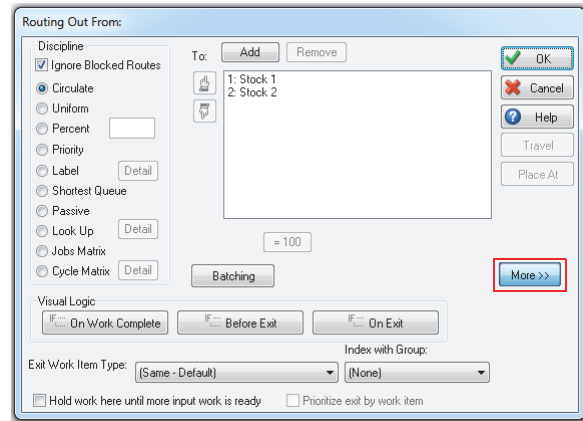 Routing Out From:
Discipline
Ignore Blocked Routes
Circulate
Uniform
Percent
Priority
Label Detail
Shortest Queue
Passive
Look Up Detail
Jobs Matrix
Cycle Matrix Detail
To: Add Remove
1: Stock 1
2: Stock 2
= 100
Batching
OK
Cancel
Help
Travel
Place At
More >>
Visual Logic
IF On Work Complete IF Before Exit IF On Exit
Index with Group:
Exit Work Item Type: (Same - Default) (None)
Hold work here until more input work is ready Prioritize exit by work item